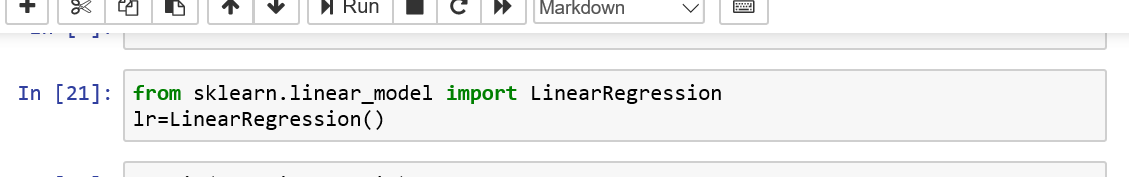 Run
Markdown
In [21]:
from sklearn.linear_model import LinearRegression
lr=LinearRegression()